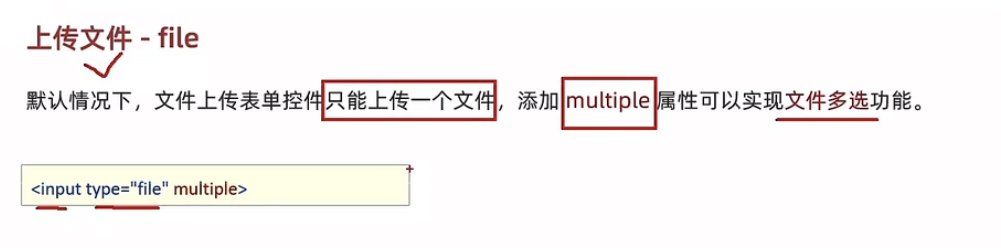 上传文件 - file
默认情况下，文件上传表单控件只能上传一个文件，添加 multiple 属性可以实现文件多选功能。
<input type="file" multiple>